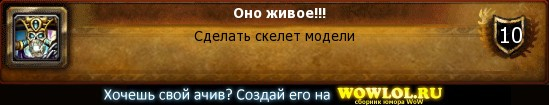 Оно живое!!!
Сделать скелет модели
10
Хочешь свой ачив? Создай его на WOWLOL.RU
сборник юмора WoW